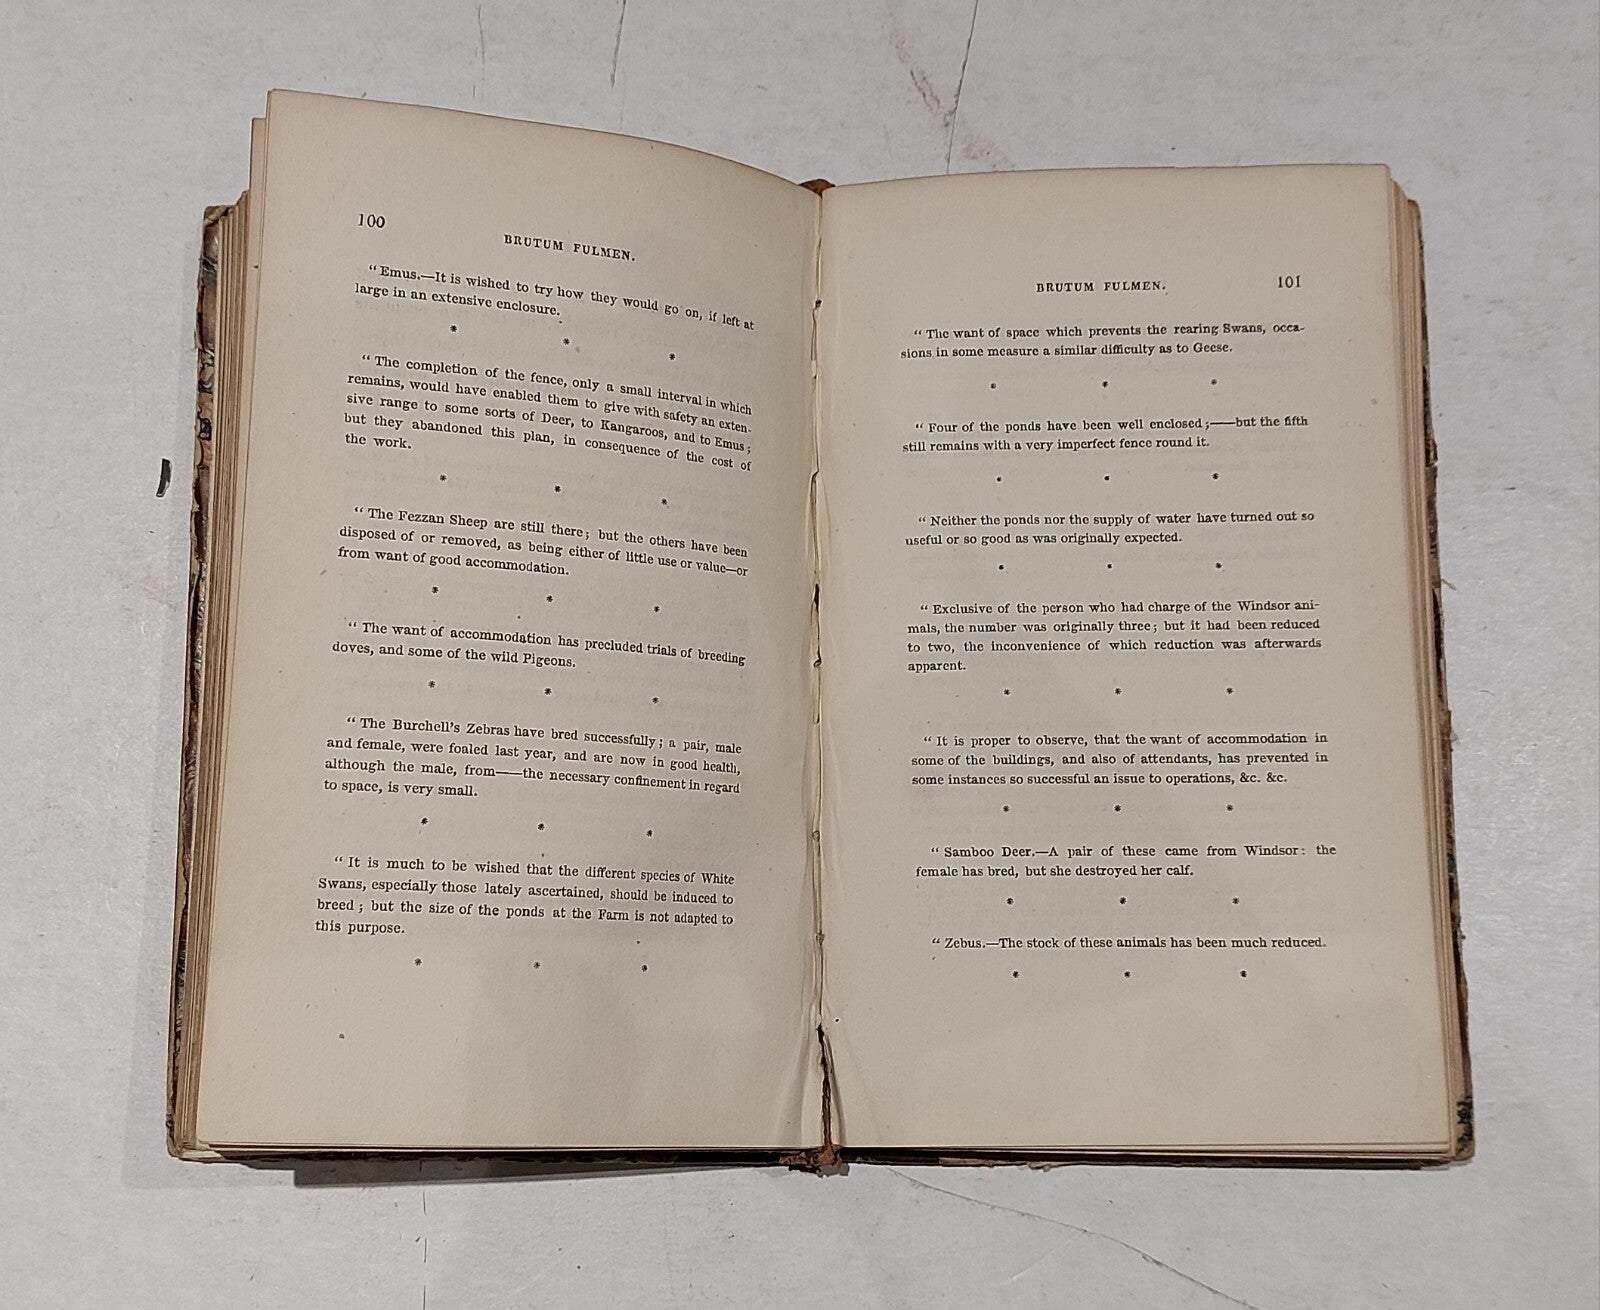 100
BRUTUM FULMEN.
“Emus.—It is wished to try how they would go on, if left at
large in an extensive enclosure.
* * *
“The completion of the fence, only a small interval in which
remains, would have enabled them to give with safety an exten-
sive range to some sorts of Deer, to Kangaroos, and to Emus;
but they abandoned this plan, in consequence of the cost of
the work.
* * *
“The Fezzan Sheep are still there; but the others have been
disposed of or removed, as being either of little use or value—or
from want of good accommodation.
* * *
“The want of accommodation has precluded trials of breeding
doves, and some of the wild Pigeons.
* * *
“The Burchell's Zebras have bred successfully; a pair, male
and female, were foaled last year, and are now in good health,
although the male, from——the necessary confinement in regard
to space, is very small.
* * *
“It is much to be wished that the different species of White
Swans, especially those lately ascertained, should be induced to
breed; but the size of the ponds at the Farm is not adapted to
this purpose.
* * *
BRUTUM FULMEN. 101
“The want of space which prevents the rearing Swans, occa-
sions in some measure a similar difficulty as to Geese.
* * *
“Four of the ponds have been well enclosed;——but the fifth
still remains with a very imperfect fence round it.
* * *
“Neither the ponds nor the supply of water have turned out so
useful or so good as was originally expected.
* * *
“Exclusive of the person who had charge of the Windsor ani-
mals, the number was originally three; but it had been reduced
to two, the inconvenience of which reduction was afterwards
apparent.
* * *
“It is proper to observe, that the want of accommodation in
some of the buildings, and also of attendants, has prevented in
some instances so successful an issue to operations, &c. &c.
* * *
“Samboo Deer.—A pair of these came from Windsor: the
female has bred, but she destroyed her calf.
* * *
“Zebus.—The stock of these animals has been much reduced.
* * *